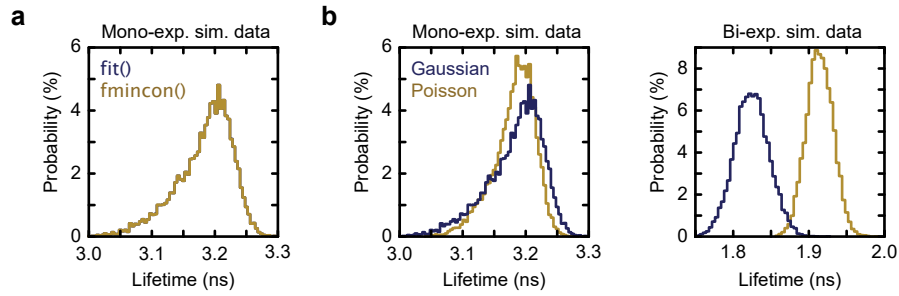 a
Mono-exp. sim. data
Probability (%)
6
4
2
0
fit()
fmincon()
3.0
3.1
3.2
3.3
Lifetime (ns)
b
Mono-exp. sim. data
Probability (%)
6
4
2
0
Gaussian
Poisson
3.0
3.1
3.2
3.3
Lifetime (ns)
Bi-exp. sim. data
Probability (%)
8
6
4
2
0
1.8
1.9
2.0
Lifetime (ns)